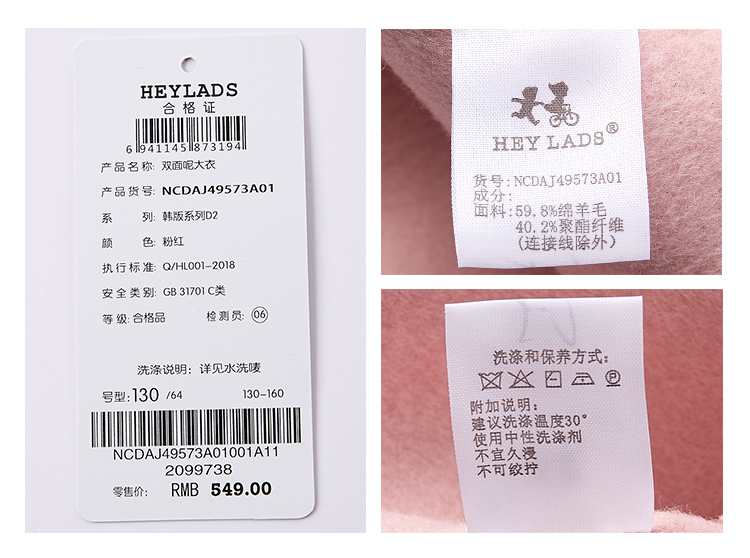 HEYLADS
合格证
6 941145 873194
产品名称: 双面呢大衣
产品货号: NCDAJ49573A01
系 列: 韩版系列D2
颜 色: 粉红
执行标准: Q/HL001-2018
安全类别: GB 31701 C类
等级: 合格品 检测员: 06
洗涤说明: 详见水洗唛
号型: 130 /64 130-160
NCDAJ49573A01001A11
2099738
零售价: RMB 549.00
HEY LADS®
货号: NCDAJ49573A01
成分:
面料: 59.8%绵羊毛
40.2%聚酯纤维
(连接线除外)
洗涤和保养方式:
P
附加说明:
建议洗涤温度30°
使用中性洗涤剂
不宜久浸
不可绞拧